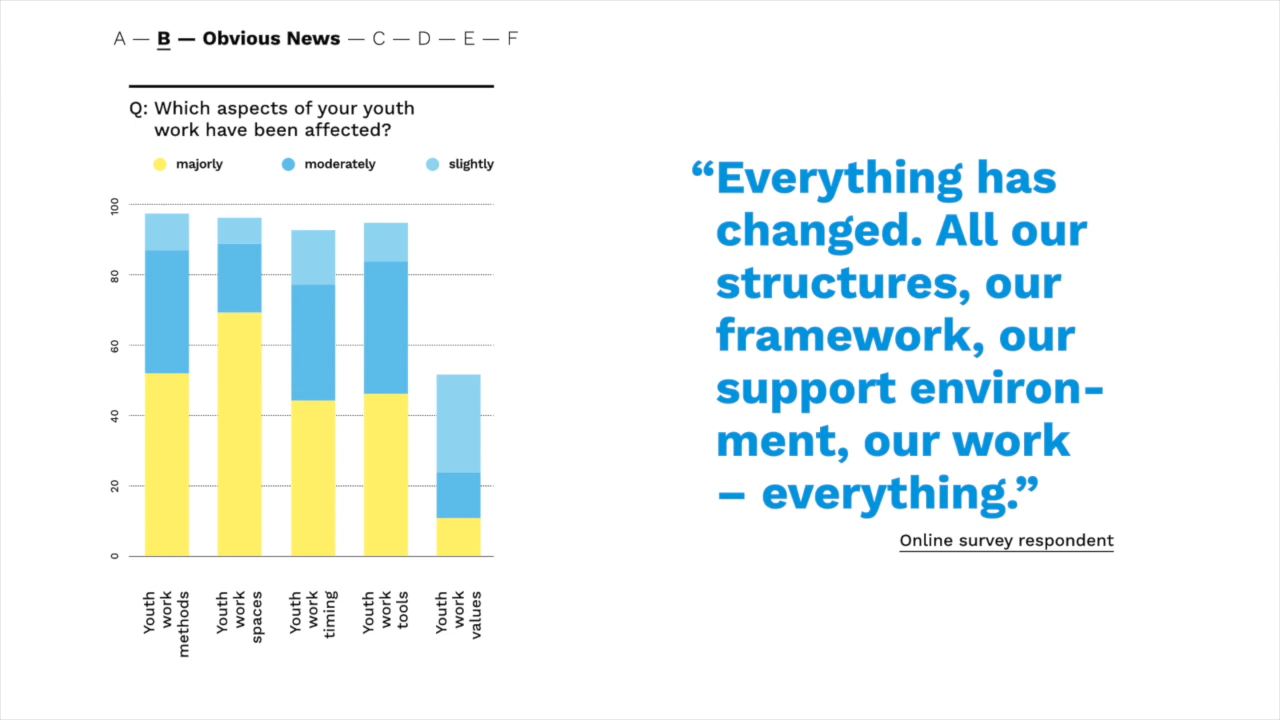 A — B — Obvious News — C — D — E — F
Q: Which aspects of your youth
work have been affected?
majorly moderately slightly
100
80
60
40
20
0
Youth
work
methods
Youth
work
spaces
Youth
work
timing
Youth
work
tools
Youth
work
values
“Everything has
changed. All our
structures, our
framework, our
support environ-
ment, our work
– everything.”
Online survey respondent